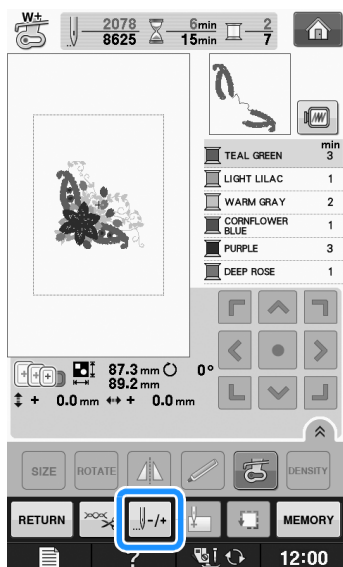 W±
2078 6min 2
8625 15min 7
min
TEAL GREEN 3
LIGHT LILAC 1
WARM GRAY 2
CORNFLOWER
BLUE 1
PURPLE 3
DEEP ROSE 1
87.3 mm 0°
89.2 mm
+ 0.0 mm + 0.0 mm
SIZE ROTATE DENSITY
RETURN -/+ MEMORY
? 12:00